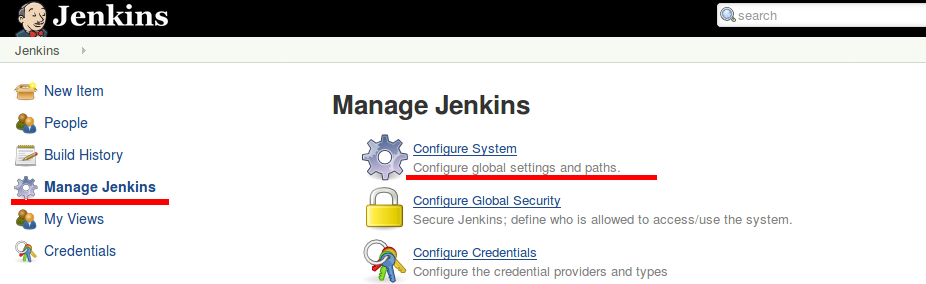 Jenkins
search
Jenkins
New Item
People
Build History
Manage Jenkins
My Views
Credentials
Manage Jenkins
Configure System
Configure global settings and paths.
Configure Global Security
Secure Jenkins; define who is allowed to access/use the system.
Configure Credentials
Configure the credential providers and types